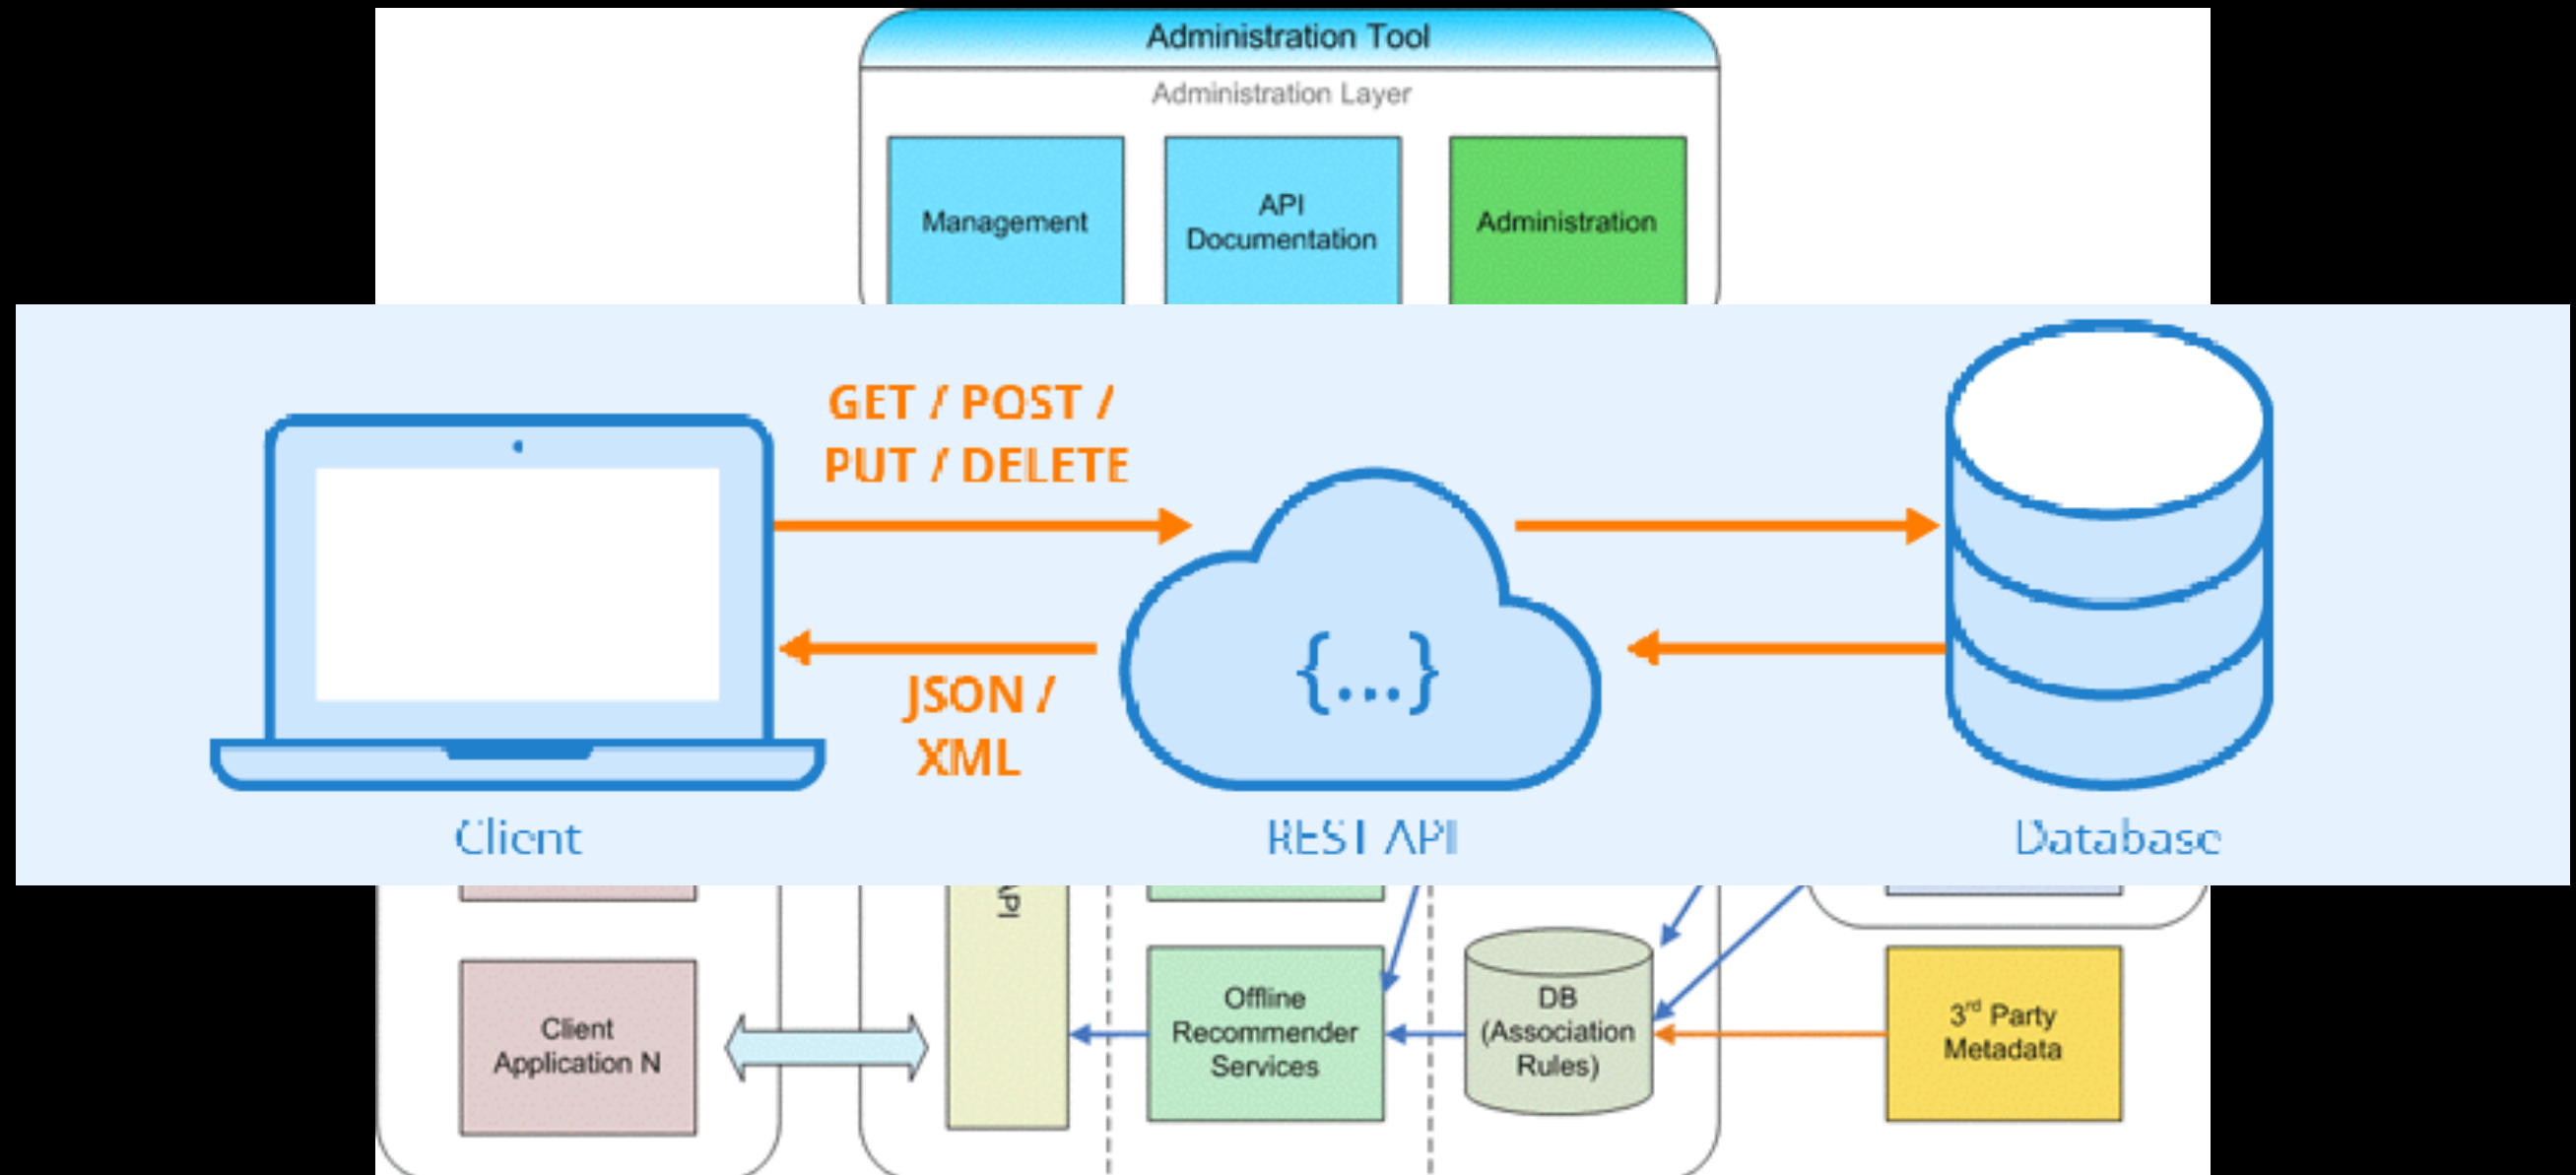 Administration Tool
Administration Layer
Management
API
Documentation
Administration
GET / POST /
PUT / DELETE
{...}
JSON /
XML
Client
REST API
Database
Client
Application N
Offline
Recommender
Services
DB
(Association
Rules)
3rd Party
Metadata